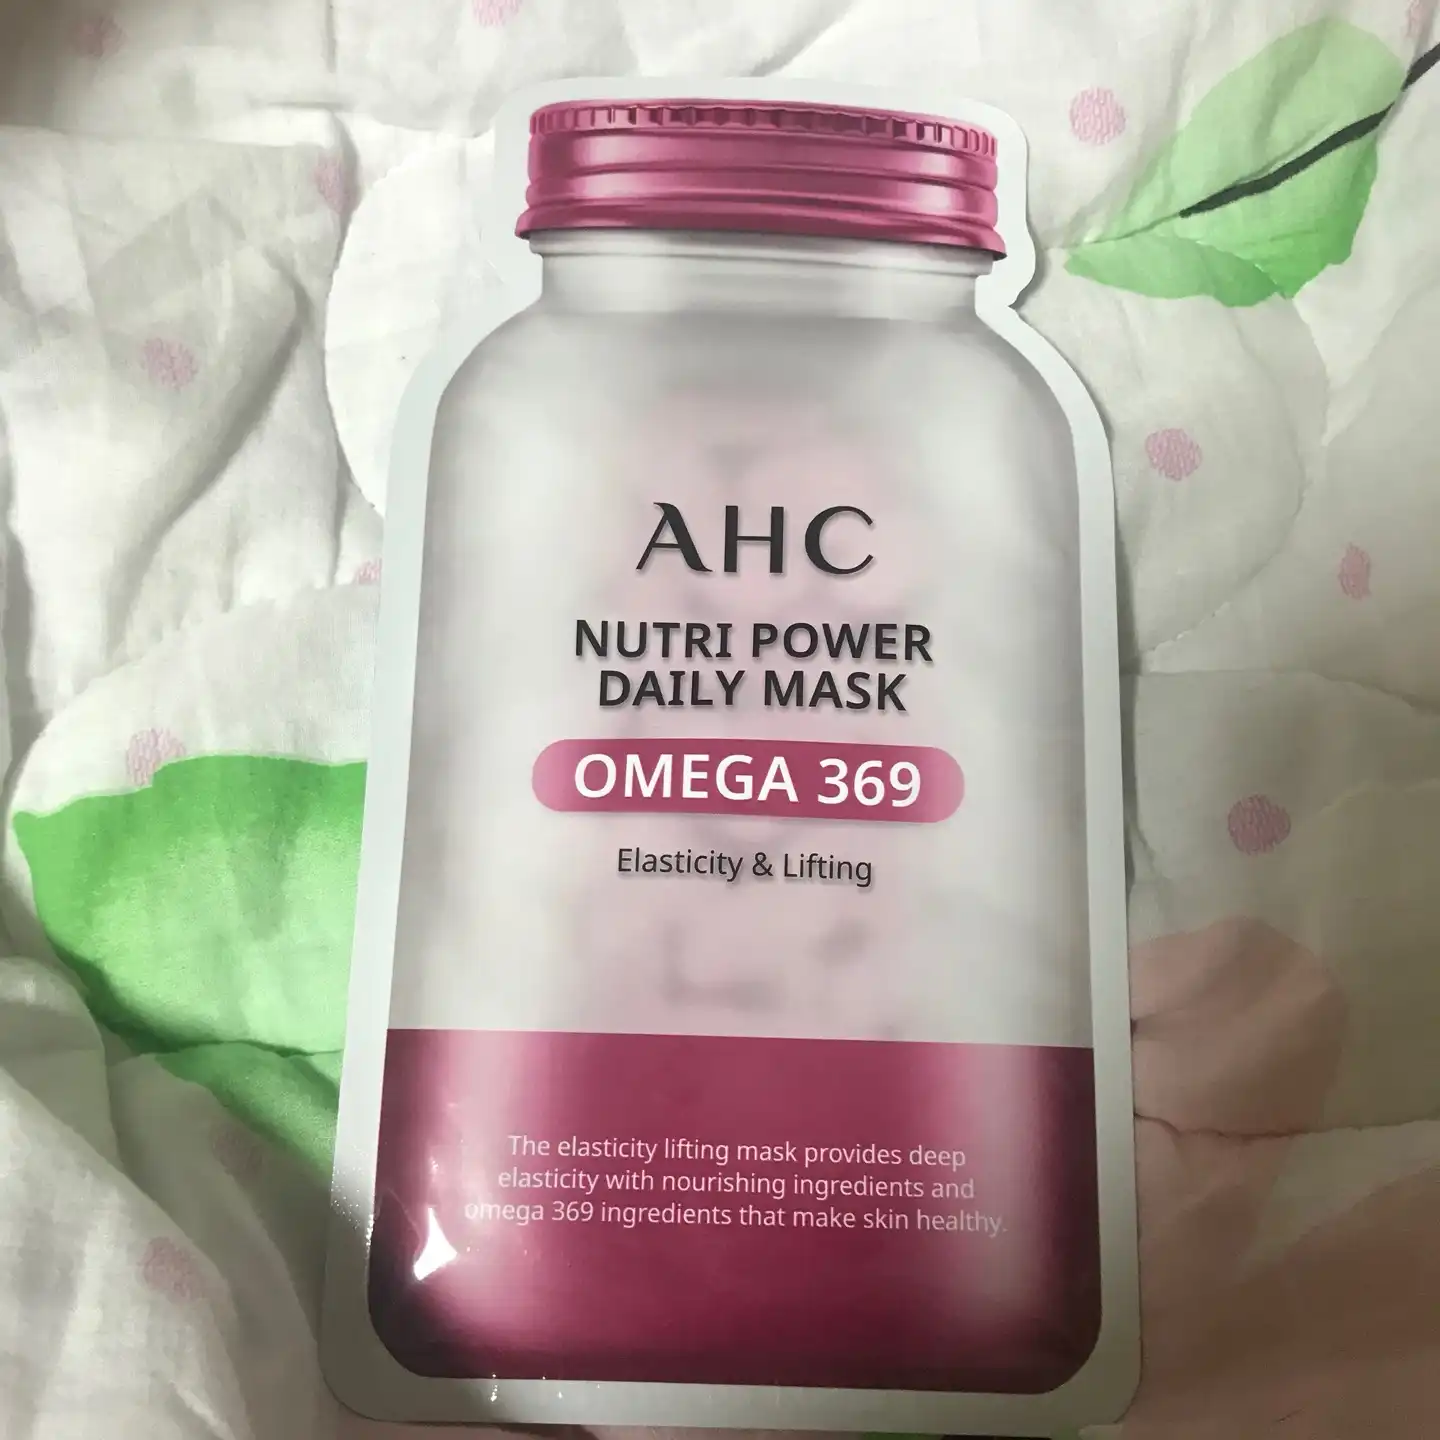 AHC
NUTRI POWER
DAILY MASK
OMEGA 369
Elasticity & Lifting
The elasticity lifting mask provides deep
elasticity with nourishing ingredients and
omega 369 ingredients that make skin healthy.